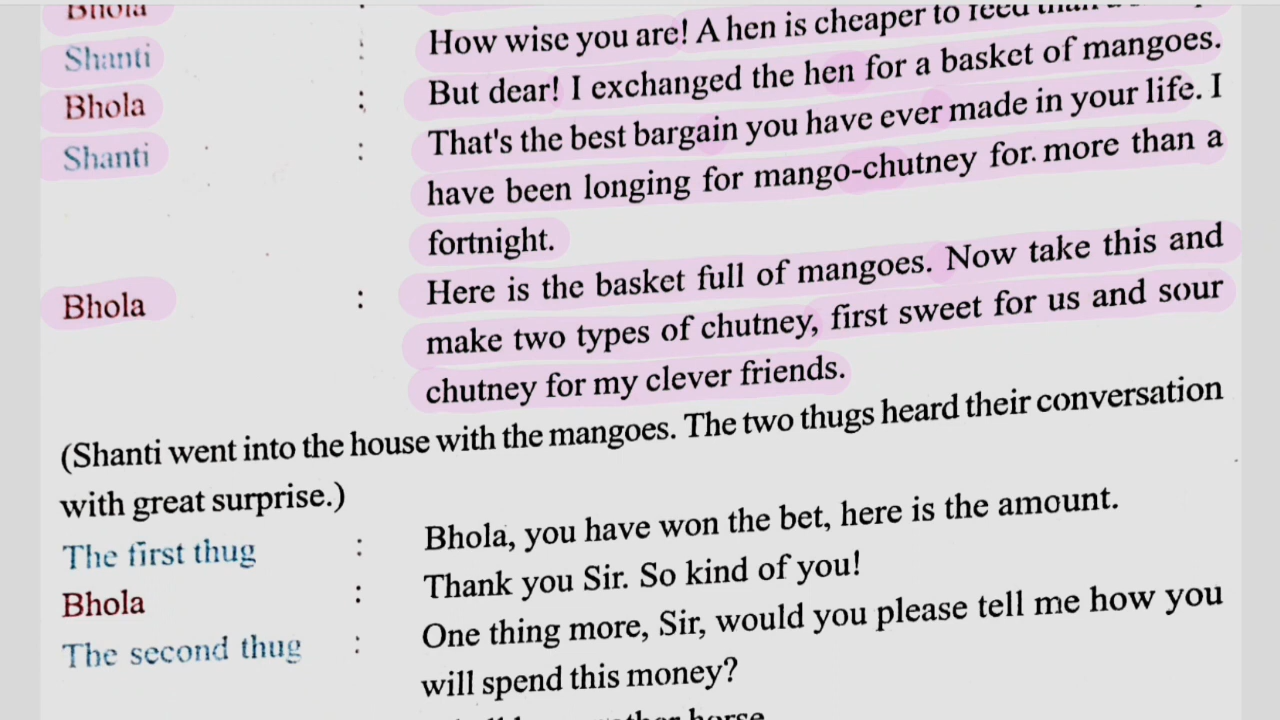 Bhola :
Shanti : How wise you are! A hen is cheaper to feed than
Bhola : But dear! I exchanged the hen for a basket of mangoes.
Shanti : That's the best bargain you have ever made in your life. I
have been longing for mango-chutney for. more than a
fortnight.
Bhola : Here is the basket full of mangoes. Now take this and
make two types of chutney, first sweet for us and sour
chutney for my clever friends.
(Shanti went into the house with the mangoes. The two thugs heard their conversation
with great surprise.)
The first thug : Bhola, you have won the bet, here is the amount.
Bhola : Thank you Sir. So kind of you!
The second thug : One thing more, Sir, would you please tell me how you
will spend this money?
horse